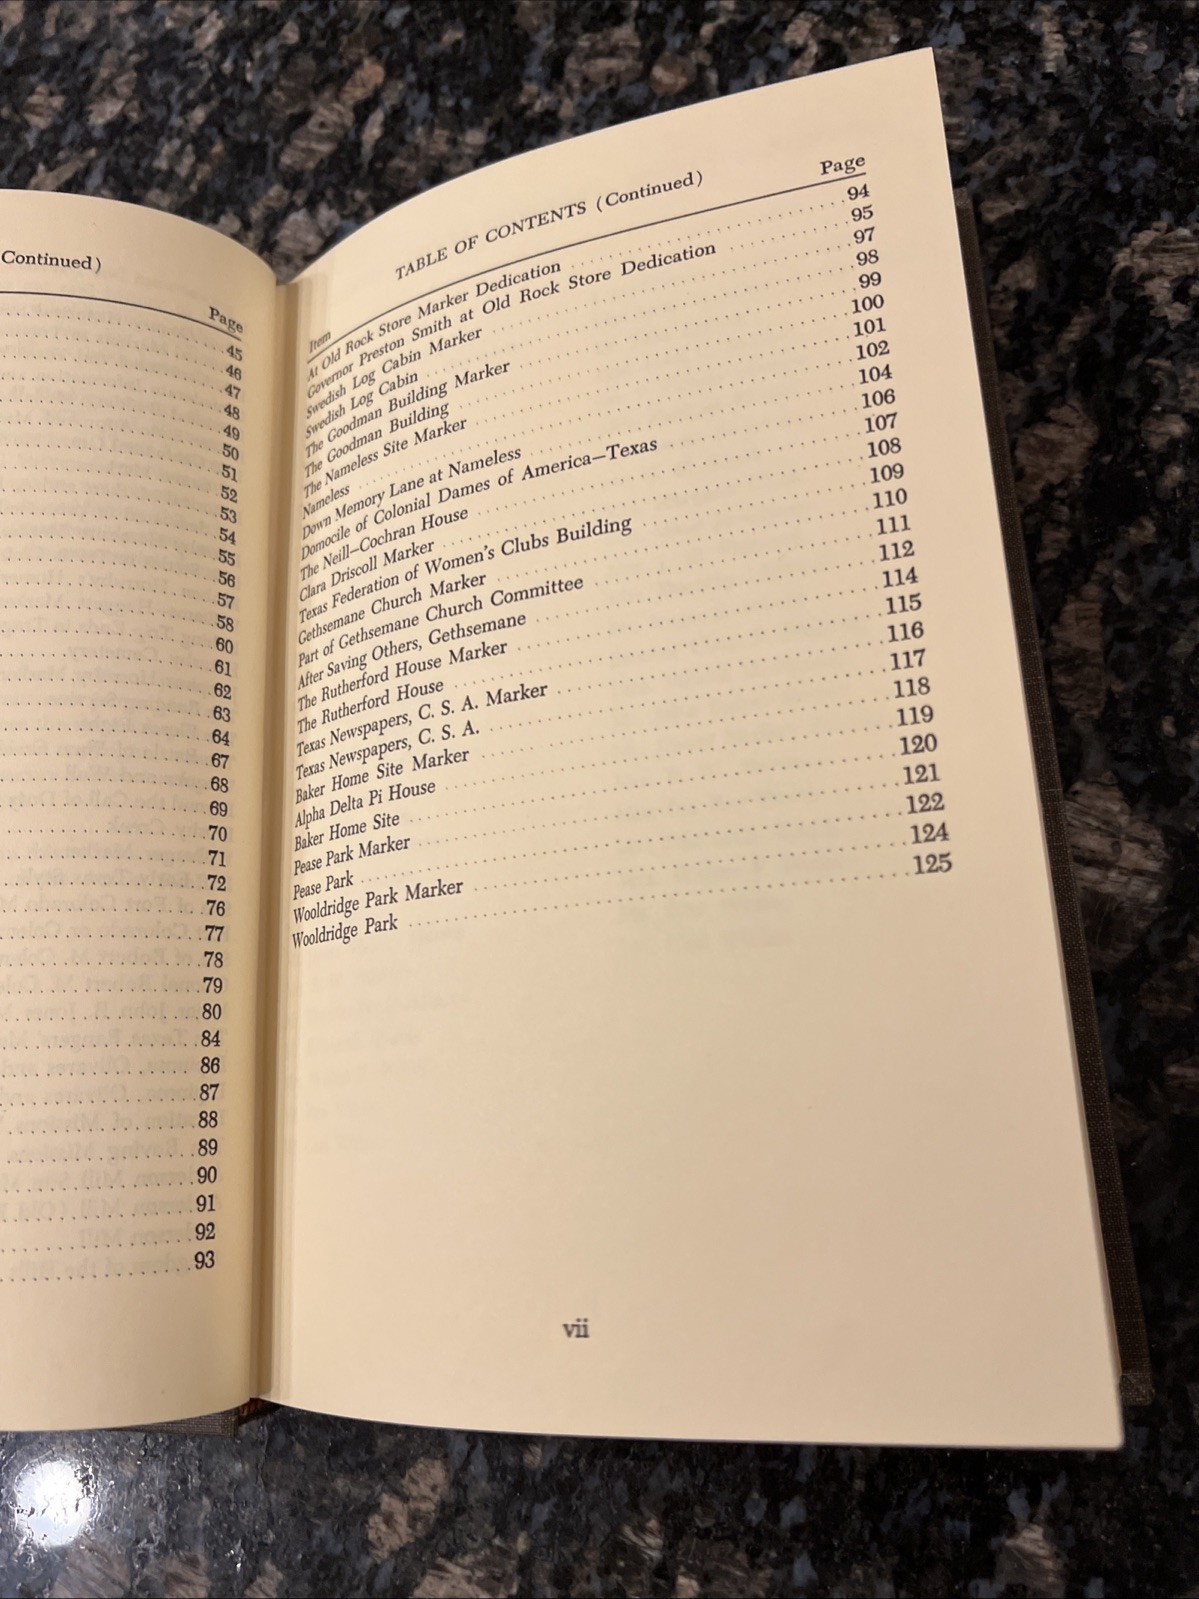 Continued)
Page
45
46
47
48
49
50
51
52
53
54
55
56
57
58
60
61
62
63
64
67
68
69
70
71
72
76
77
78
79
80
84
86
87
88
89
90
91
92
93
TABLE OF CONTENTS (Continued)
Item Page
At Old Rock Store Marker Dedication 94
Governor Preston Smith at Old Rock Store Dedication 95
Swedish Log Cabin Marker 97
Swedish Log Cabin 98
The Goodman Building Marker 99
The Goodman Building 100
The Nameless Site Marker 101
Nameless 102
Down Memory Lane at Nameless 104
Domocile of Colonial Dames of America—Texas 106
The Neill—Cochran House 107
Clara Driscoll Marker 108
Texas Federation of Women's Clubs Building 109
Gethsemane Church Marker 110
Part of Gethsemane Church Committee 111
After Saving Others, Gethsemane 112
The Rutherford House Marker 114
The Rutherford House 115
Texas Newspapers, C. S. A. Marker 116
Texas Newspapers, C. S. A. 117
Baker Home Site Marker 118
Alpha Delta Pi House 119
Baker Home Site 120
Pease Park Marker 121
Pease Park 122
Wooldridge Park Marker 124
Wooldridge Park 125
vii